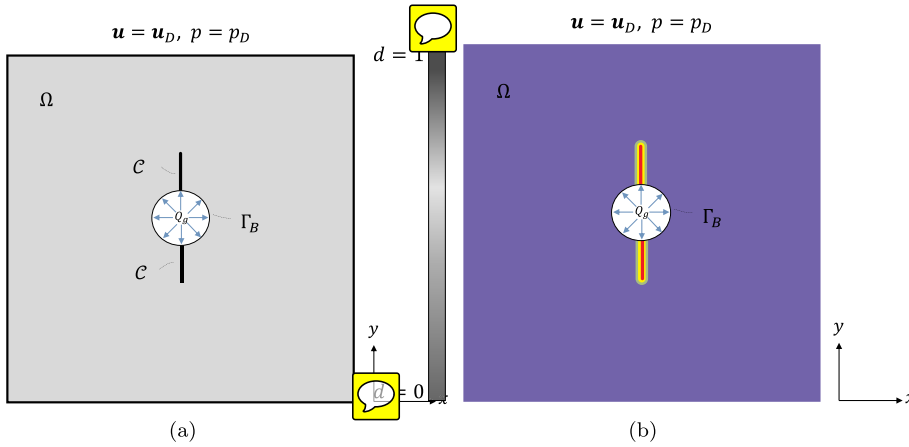 𝒖 = 𝒖_D, p = p_D
𝒖 = 𝒖_D, p = p_D
d = 1
Ω
Ω
𝒞
Q_g
Γ_B
𝒞
Q_g
Γ_B
y
d = 0
x
y
x
(a)
(b)